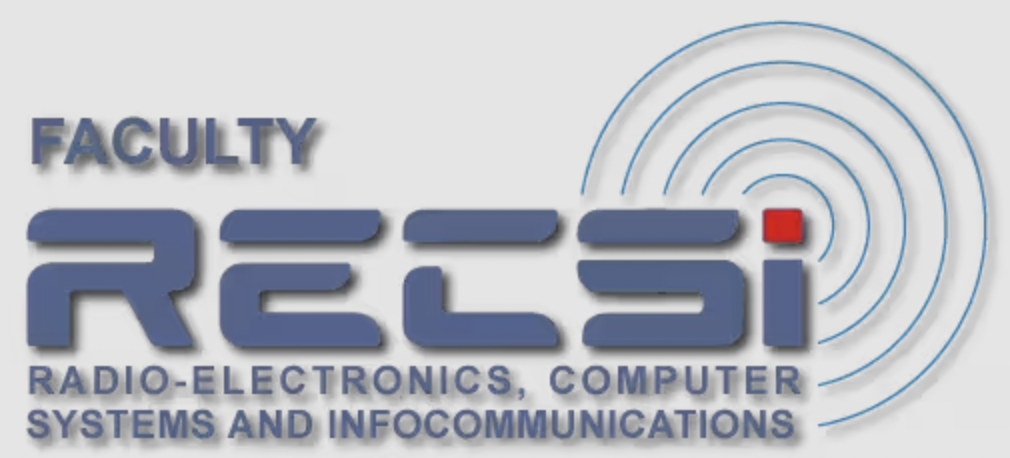 FACULTY
RECSi
RADIO-ELECTRONICS, COMPUTER
SYSTEMS AND INFOCOMMUNICATIONS